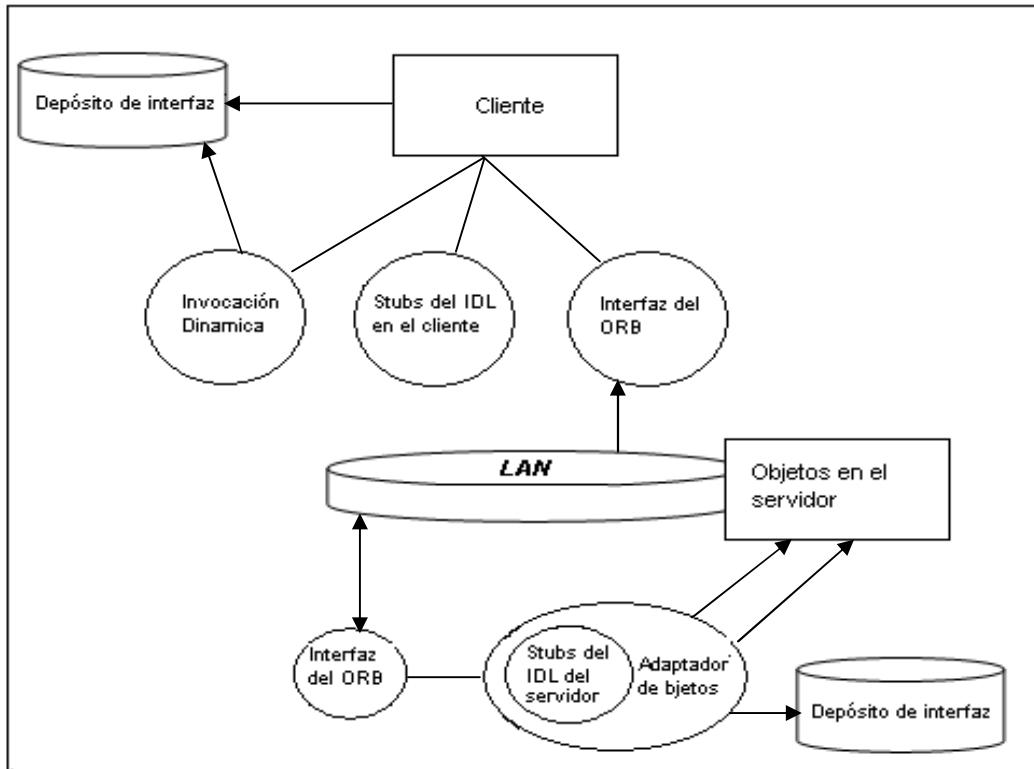 Depósito de interfaz
Cliente
Invocación
Dinamica
Stubs del IDL
en el cliente
Interfaz del
ORB
LAN
Objetos en el
servidor
Interfaz
del ORB
Stubs del
IDL del
servidor
Adaptador
de bjetos
Depósito de interfaz